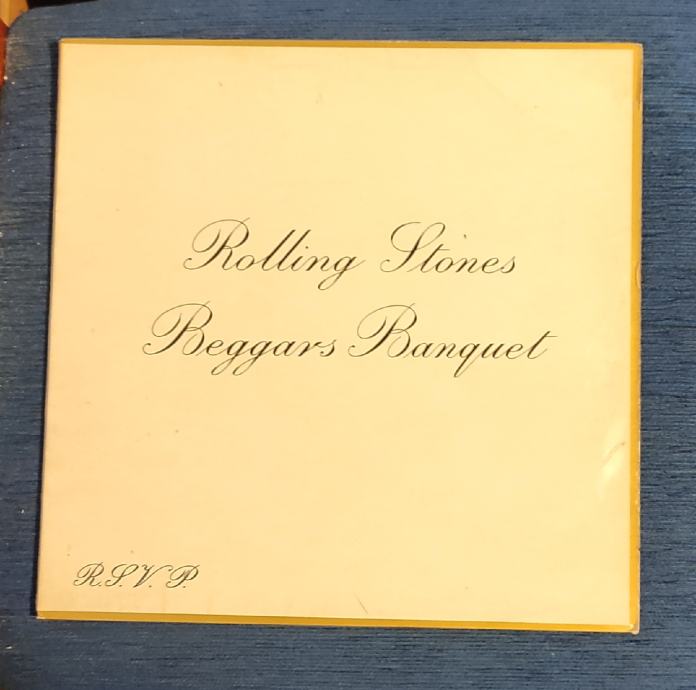 Rolling Stones
Beggars Banquet
R.S.V.P.